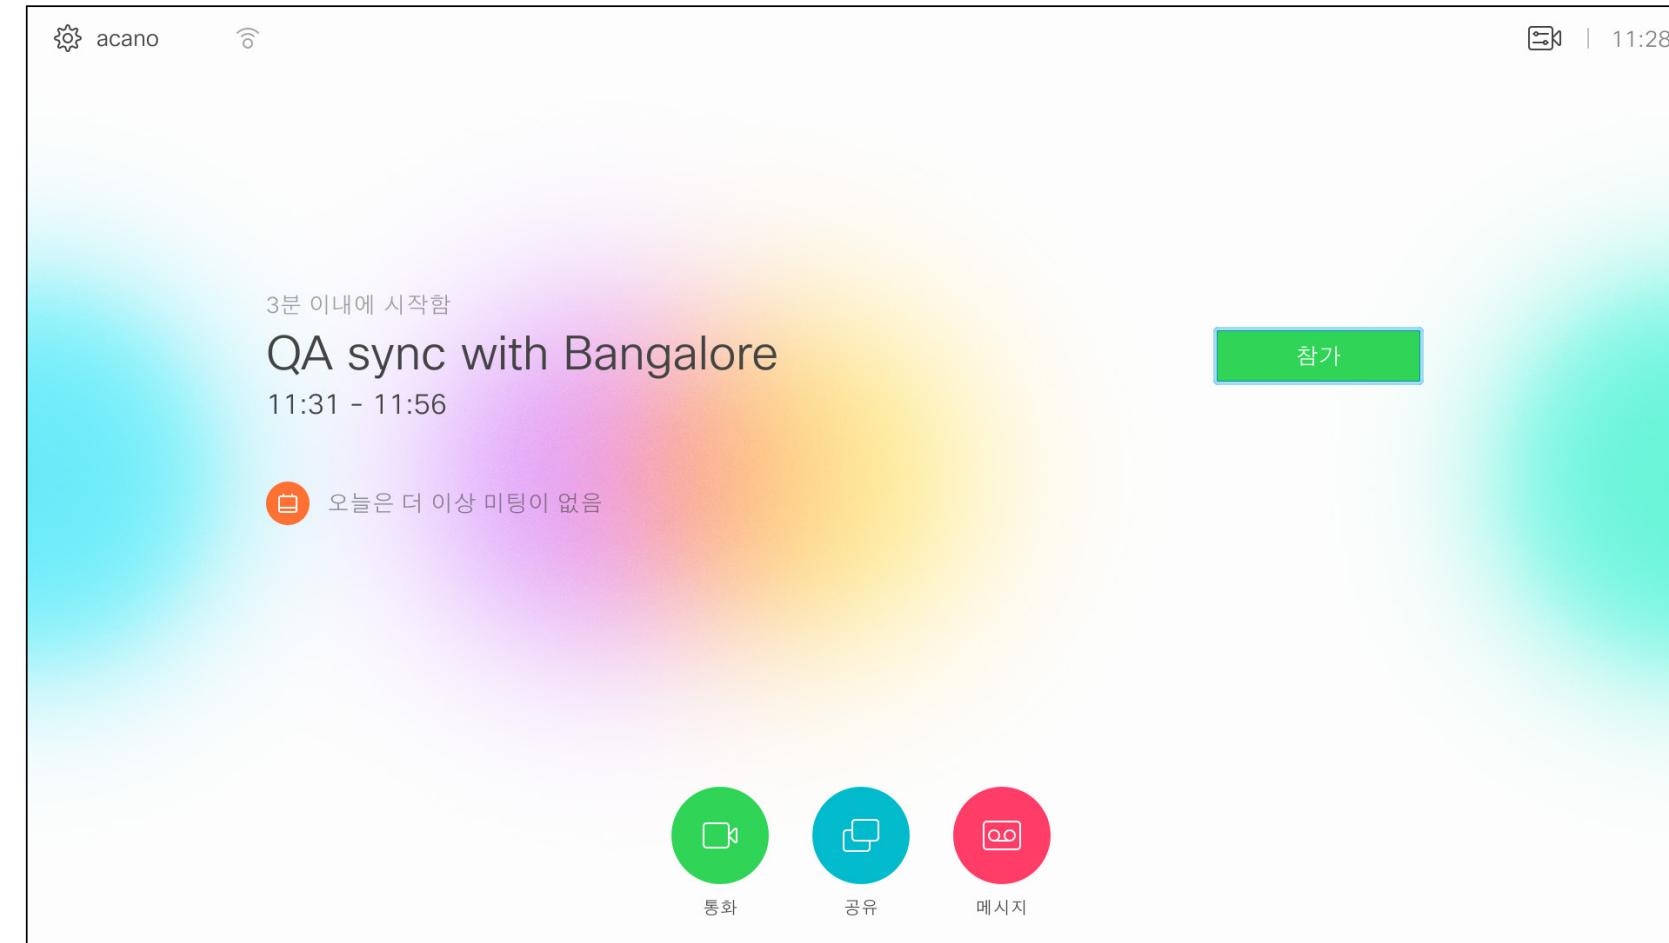 acano
11:28
3분 이내에 시작함
QA sync with Bangalore
참가
11:31 - 11:56
오늘은 더 이상 미팅이 없음
통화
공유
메시지